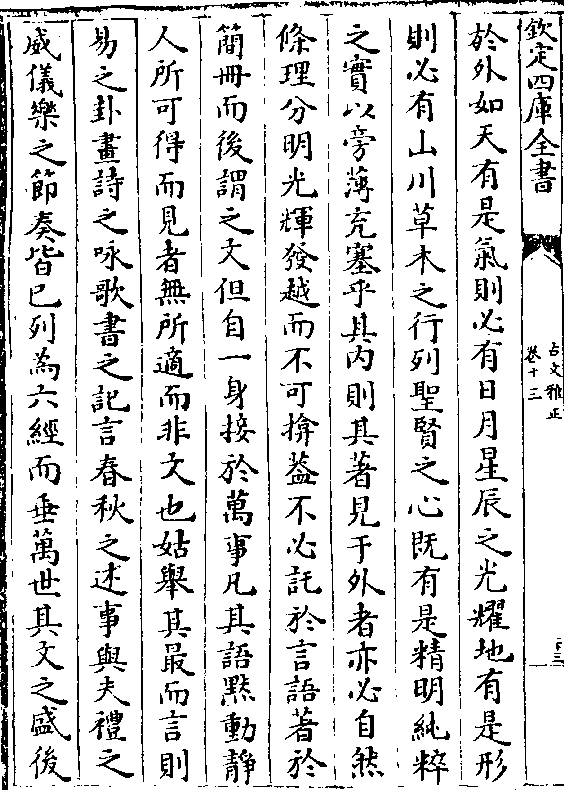 欽定四庫全書
古文雅正
卷十三
於外如天有是氣則必有日月星辰之光耀地有是形
則必有山川草木之行列聖賢之心既有是精明純粹
之實以旁薄充塞乎其内則其著見于外者亦必自然
條理分明光輝發越而不可揜葢不必託於言語著於
簡冊而後謂之文但自一身接於萬事凡其語黙動靜
人所可得而見者無所適而非文也姑舉其最而言則
易之卦畫詩之咏歌書之記言春秋之述事與夫禮之
威儀樂之節奏皆已列為六經而垂萬世其文之盛後